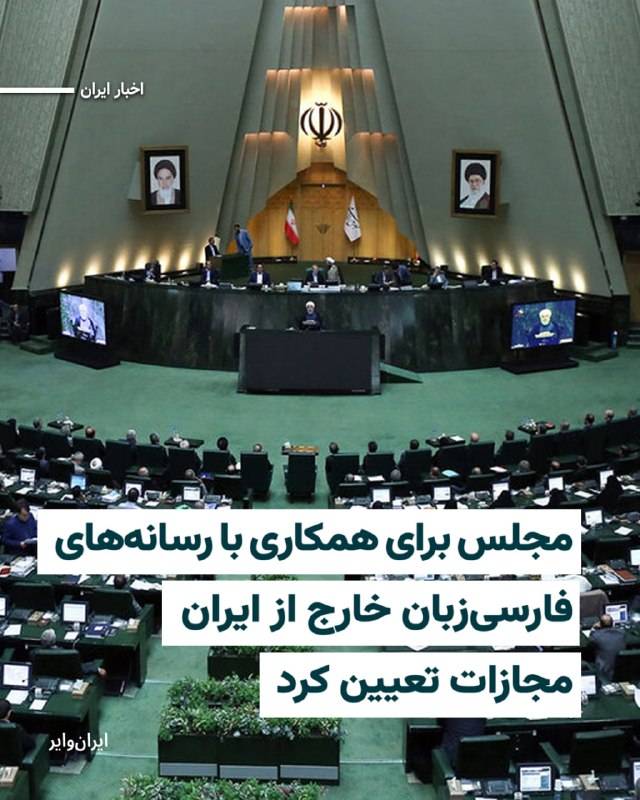 اخبار ایران
مجلس برای همکاری با رسانه‌های
فارسی‌زبان خارج از ایران
مجازات تعیین کرد
ایران‌وایر